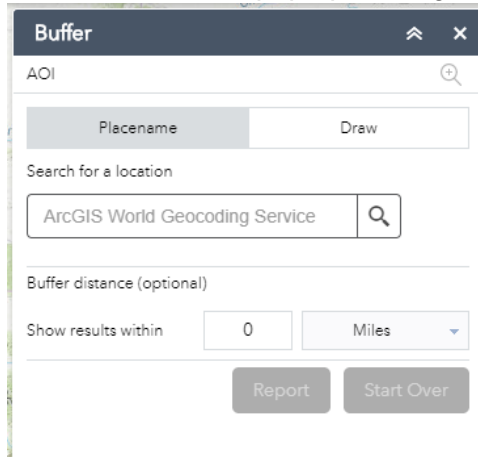 Buffer
AOI
Placename Draw
Search for a location
ArcGIS World Geocoding Service
Buffer distance (optional)
Show results within 0 Miles
Report Start Over